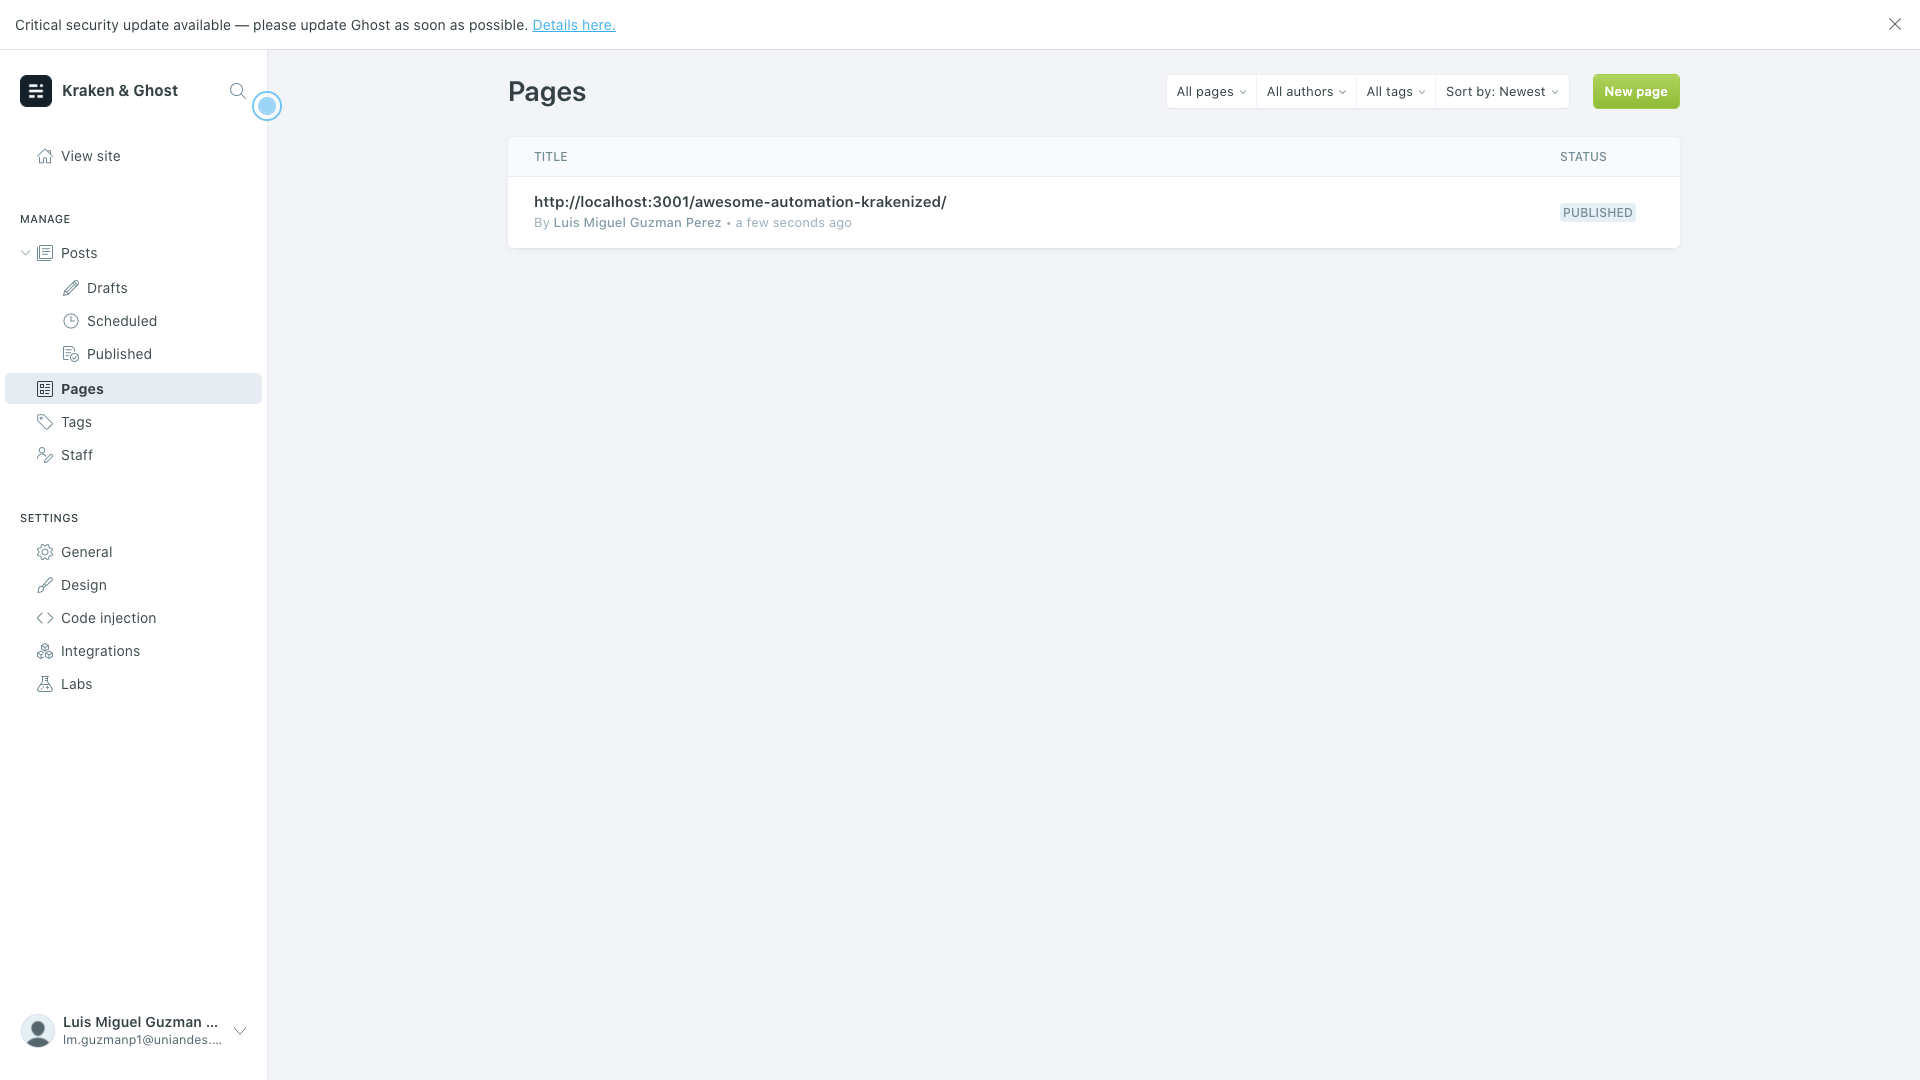 Critical security update available — please update Ghost as soon as possible. Details here.
Kraken & Ghost
View site
MANAGE
Posts
Drafts
Scheduled
Published
Pages
Tags
Staff
SETTINGS
General
Design
Code injection
Integrations
Labs
Luis Miguel Guzman ...
lm.guzmanp1@uniandes....
Pages
All pages
All authors
All tags
Sort by: Newest
New page
TITLE
STATUS
http://localhost:3001/awesome-automation-krakenized/
By Luis Miguel Guzman Perez • a few seconds ago
PUBLISHED